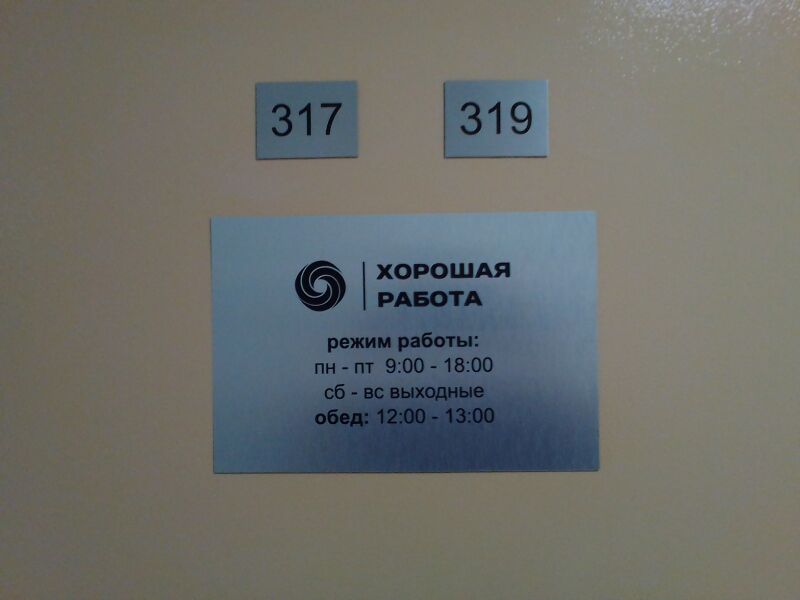 317
319
ХОРОШАЯ
РАБОТА
режим работы:
пн - пт 9:00 - 18:00
сб - вс выходные
обед: 12:00 - 13:00